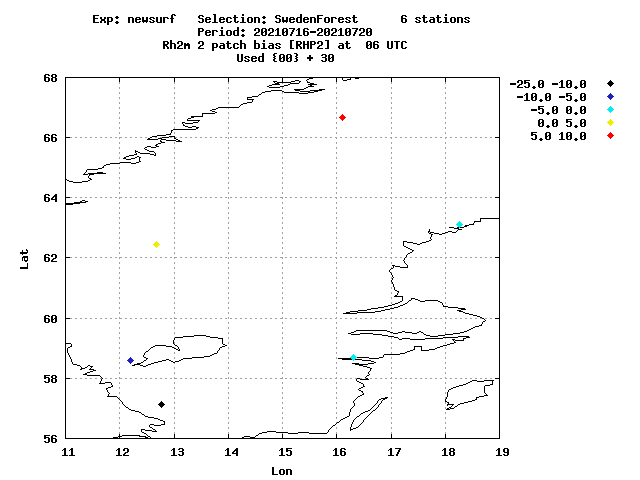 Exp: newsurf Selection: SwedenForest 6 stations
Period: 20210716-20210720
Rh2m 2 patch bias [RHP2] at 06 UTC
Used {00} + 30
68
66
64
62
60
58
56
Lat
11 12 13 14 15 16 17 18 19
Lon
-25.0 -10.0
-10.0 -5.0
-5.0 0.0
0.0 5.0
5.0 10.0